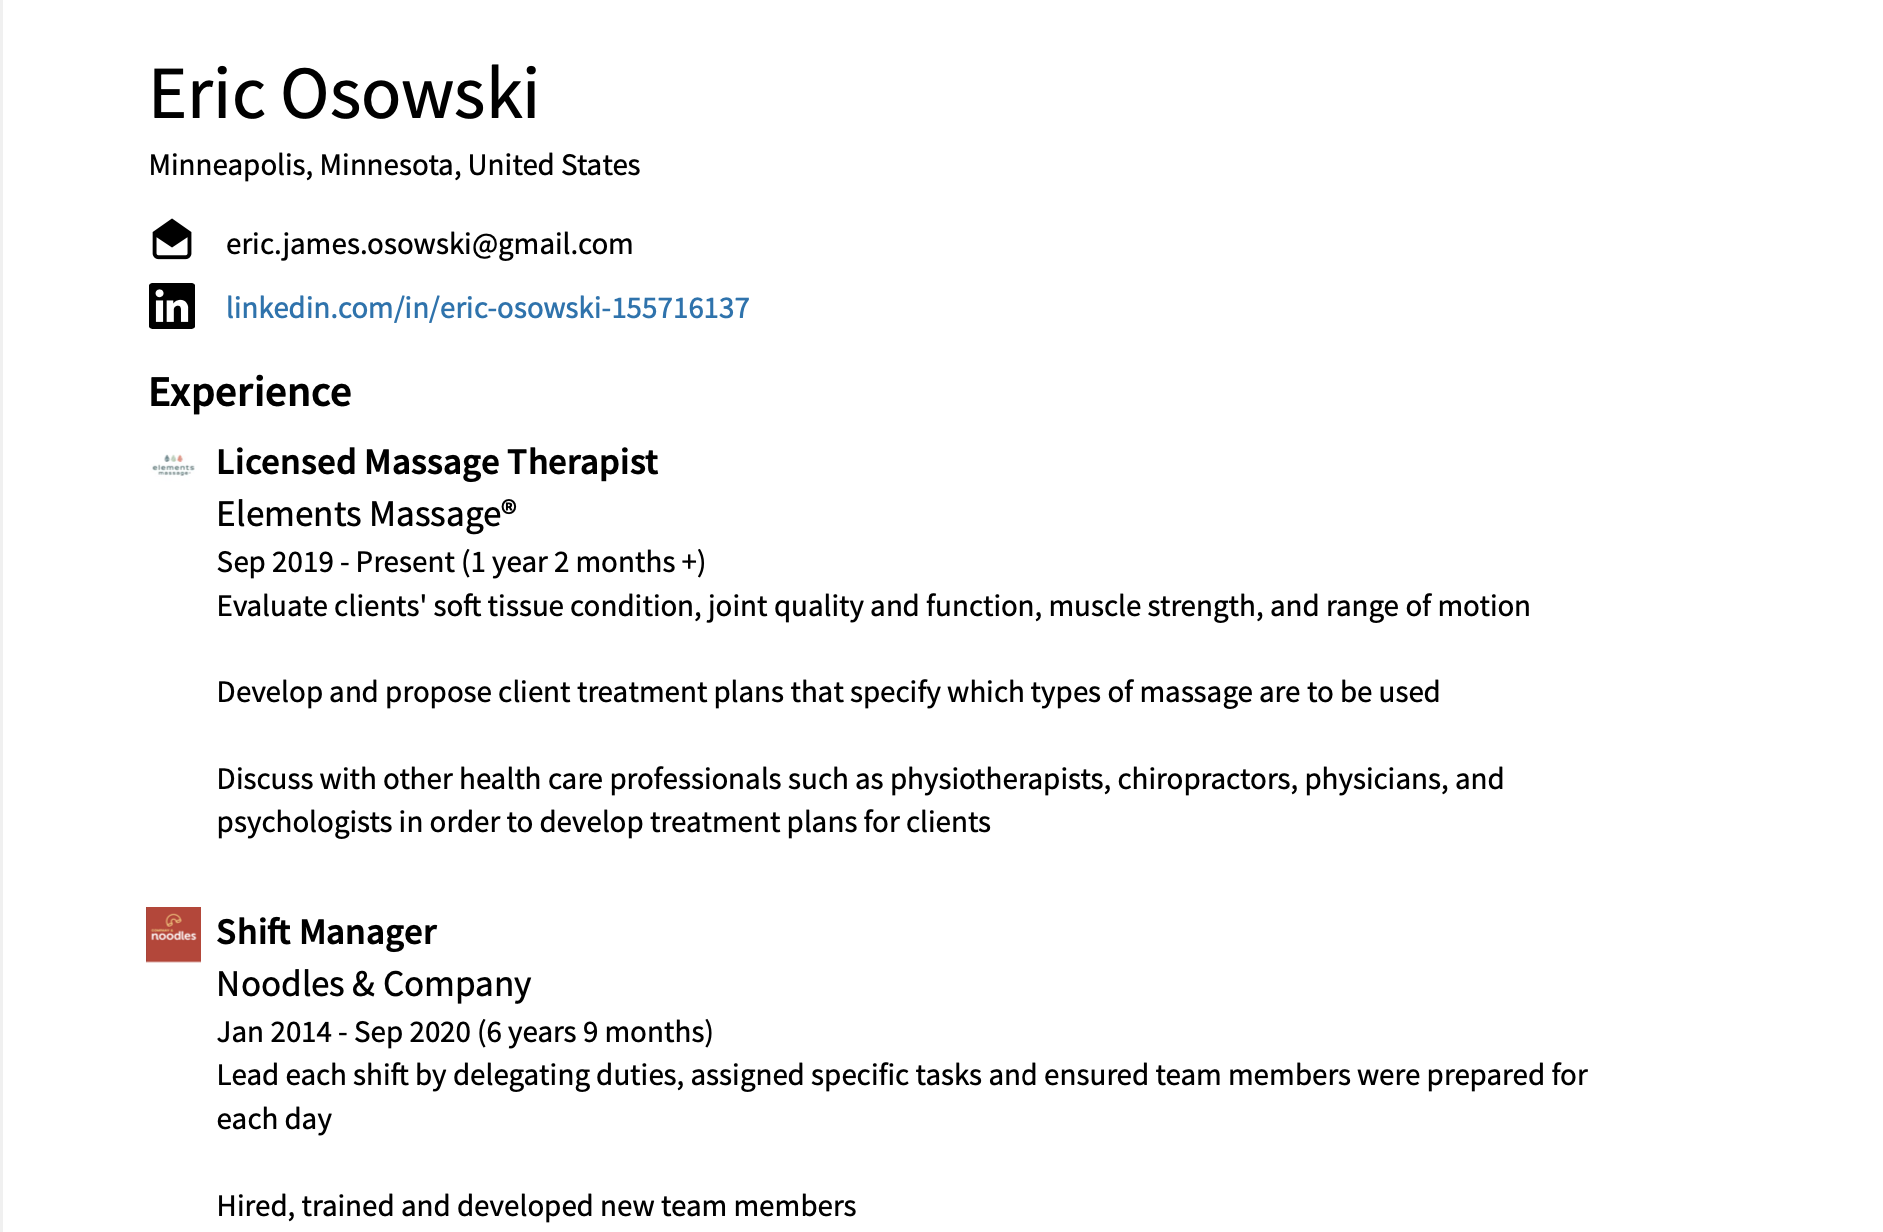 Eric Osowski
Minneapolis, Minnesota, United States
eric.james.osowski@gmail.com
in linkedin.com/in/eric-osowski-155716137
Experience
elements
massage
Licensed Massage Therapist
Elements Massage®
Sep 2019 - Present (1 year 2 months +)
Evaluate clients' soft tissue condition, joint quality and function, muscle strength, and range of motion
Develop and propose client treatment plans that specify which types of massage are to be used
Discuss with other health care professionals such as physiotherapists, chiropractors, physicians, and
psychologists in order to develop treatment plans for clients
noodles
Shift Manager
Noodles & Company
Jan 2014 - Sep 2020 (6 years 9 months)
Lead each shift by delegating duties, assigned specific tasks and ensured team members were prepared for
each day
Hired, trained and developed new team members